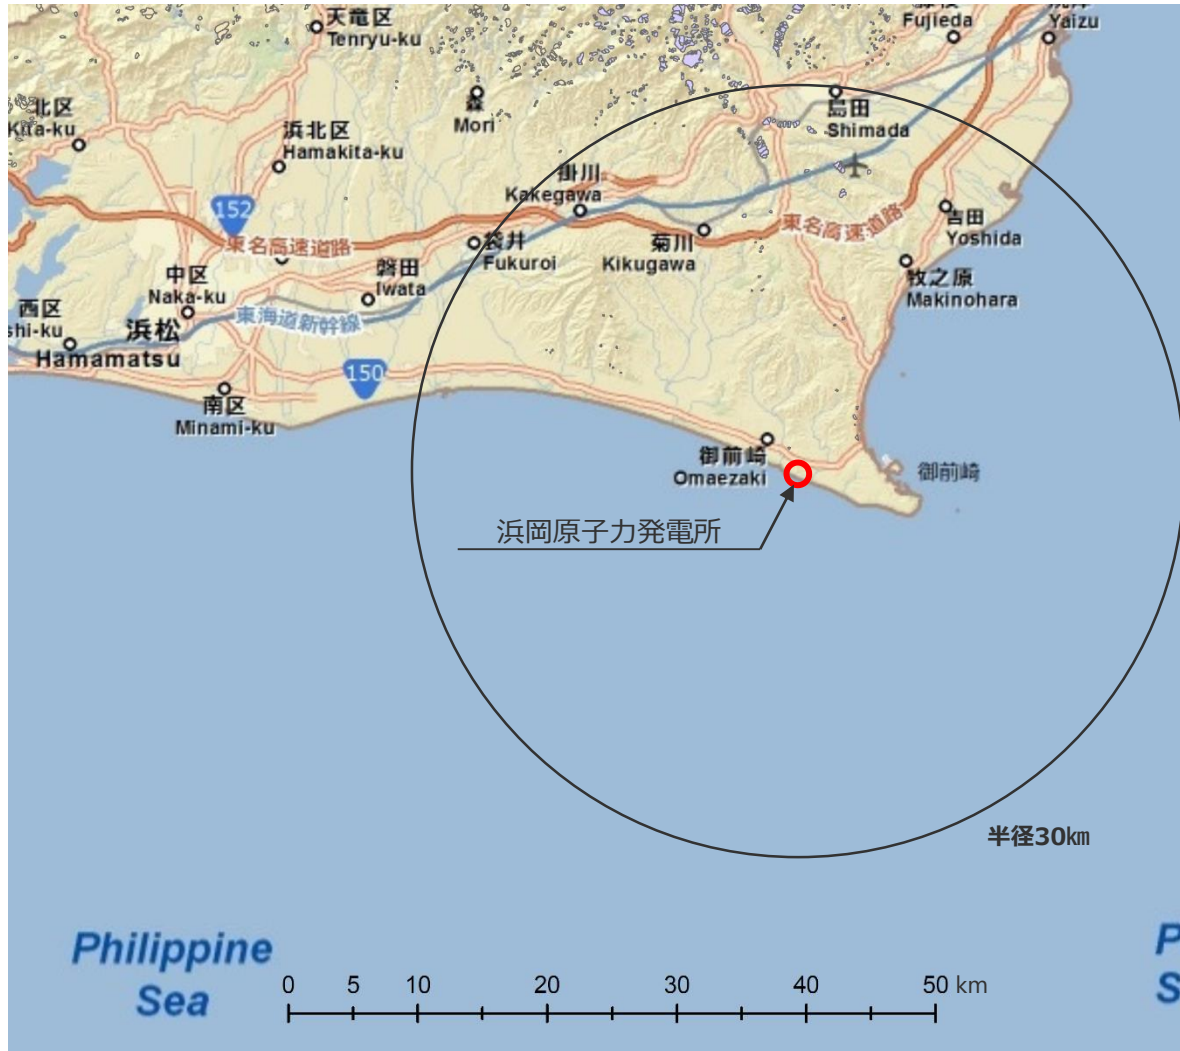 天竜区
Tenryu-ku
Fujieda
Yaizu
北区
Kita-ku
森
Mori
島田
Shimada
浜北区
Hamakita-ku
掛川
Kakegawa
152
東名高速道路
袋井
Fukuroi
菊川
Kikugawa
東名高速道路
吉田
Yoshida
中区
Naka-ku
磐田
Iwata
牧之原
Makinohara
西区
shi-ku
浜松
Hamamatsu
東海道新幹線
150
南区
Minami-ku
御前崎
Omaezaki
御前崎
浜岡原子力発電所
半径30㎞
Philippine
Sea
P
S
0 5 10 20 30 40 50 km